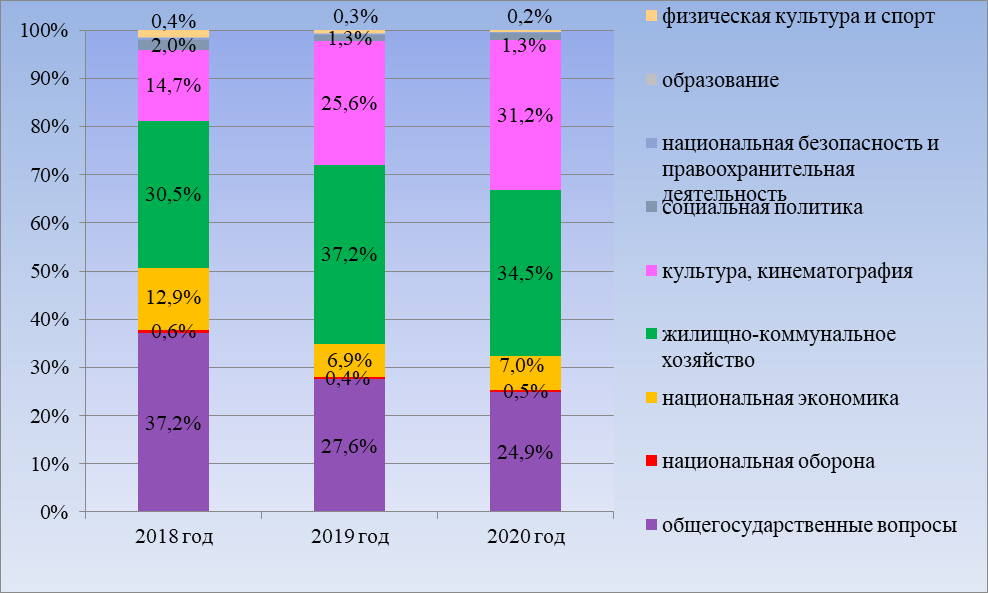 0,4%
0,3%
0,2%
100%
90%
80%
70%
60%
50%
40%
30%
20%
10%
0%
2,0%
14,7%
30,5%
12,9%
0,6%
37,2%
1,3%
25,6%
37,2%
6,9%
0,4%
27,6%
1,3%
31,2%
34,5%
7,0%
0,5%
24,9%
2018 год
2019 год
2020 год
физическая культура и спорт
образование
национальная безопасность и
правоохранительная
деятельность
социальная политика
культура, кинематография
жилищно-коммунальное
хозяйство
национальная экономика
национальная оборона
общегосударственные вопросы